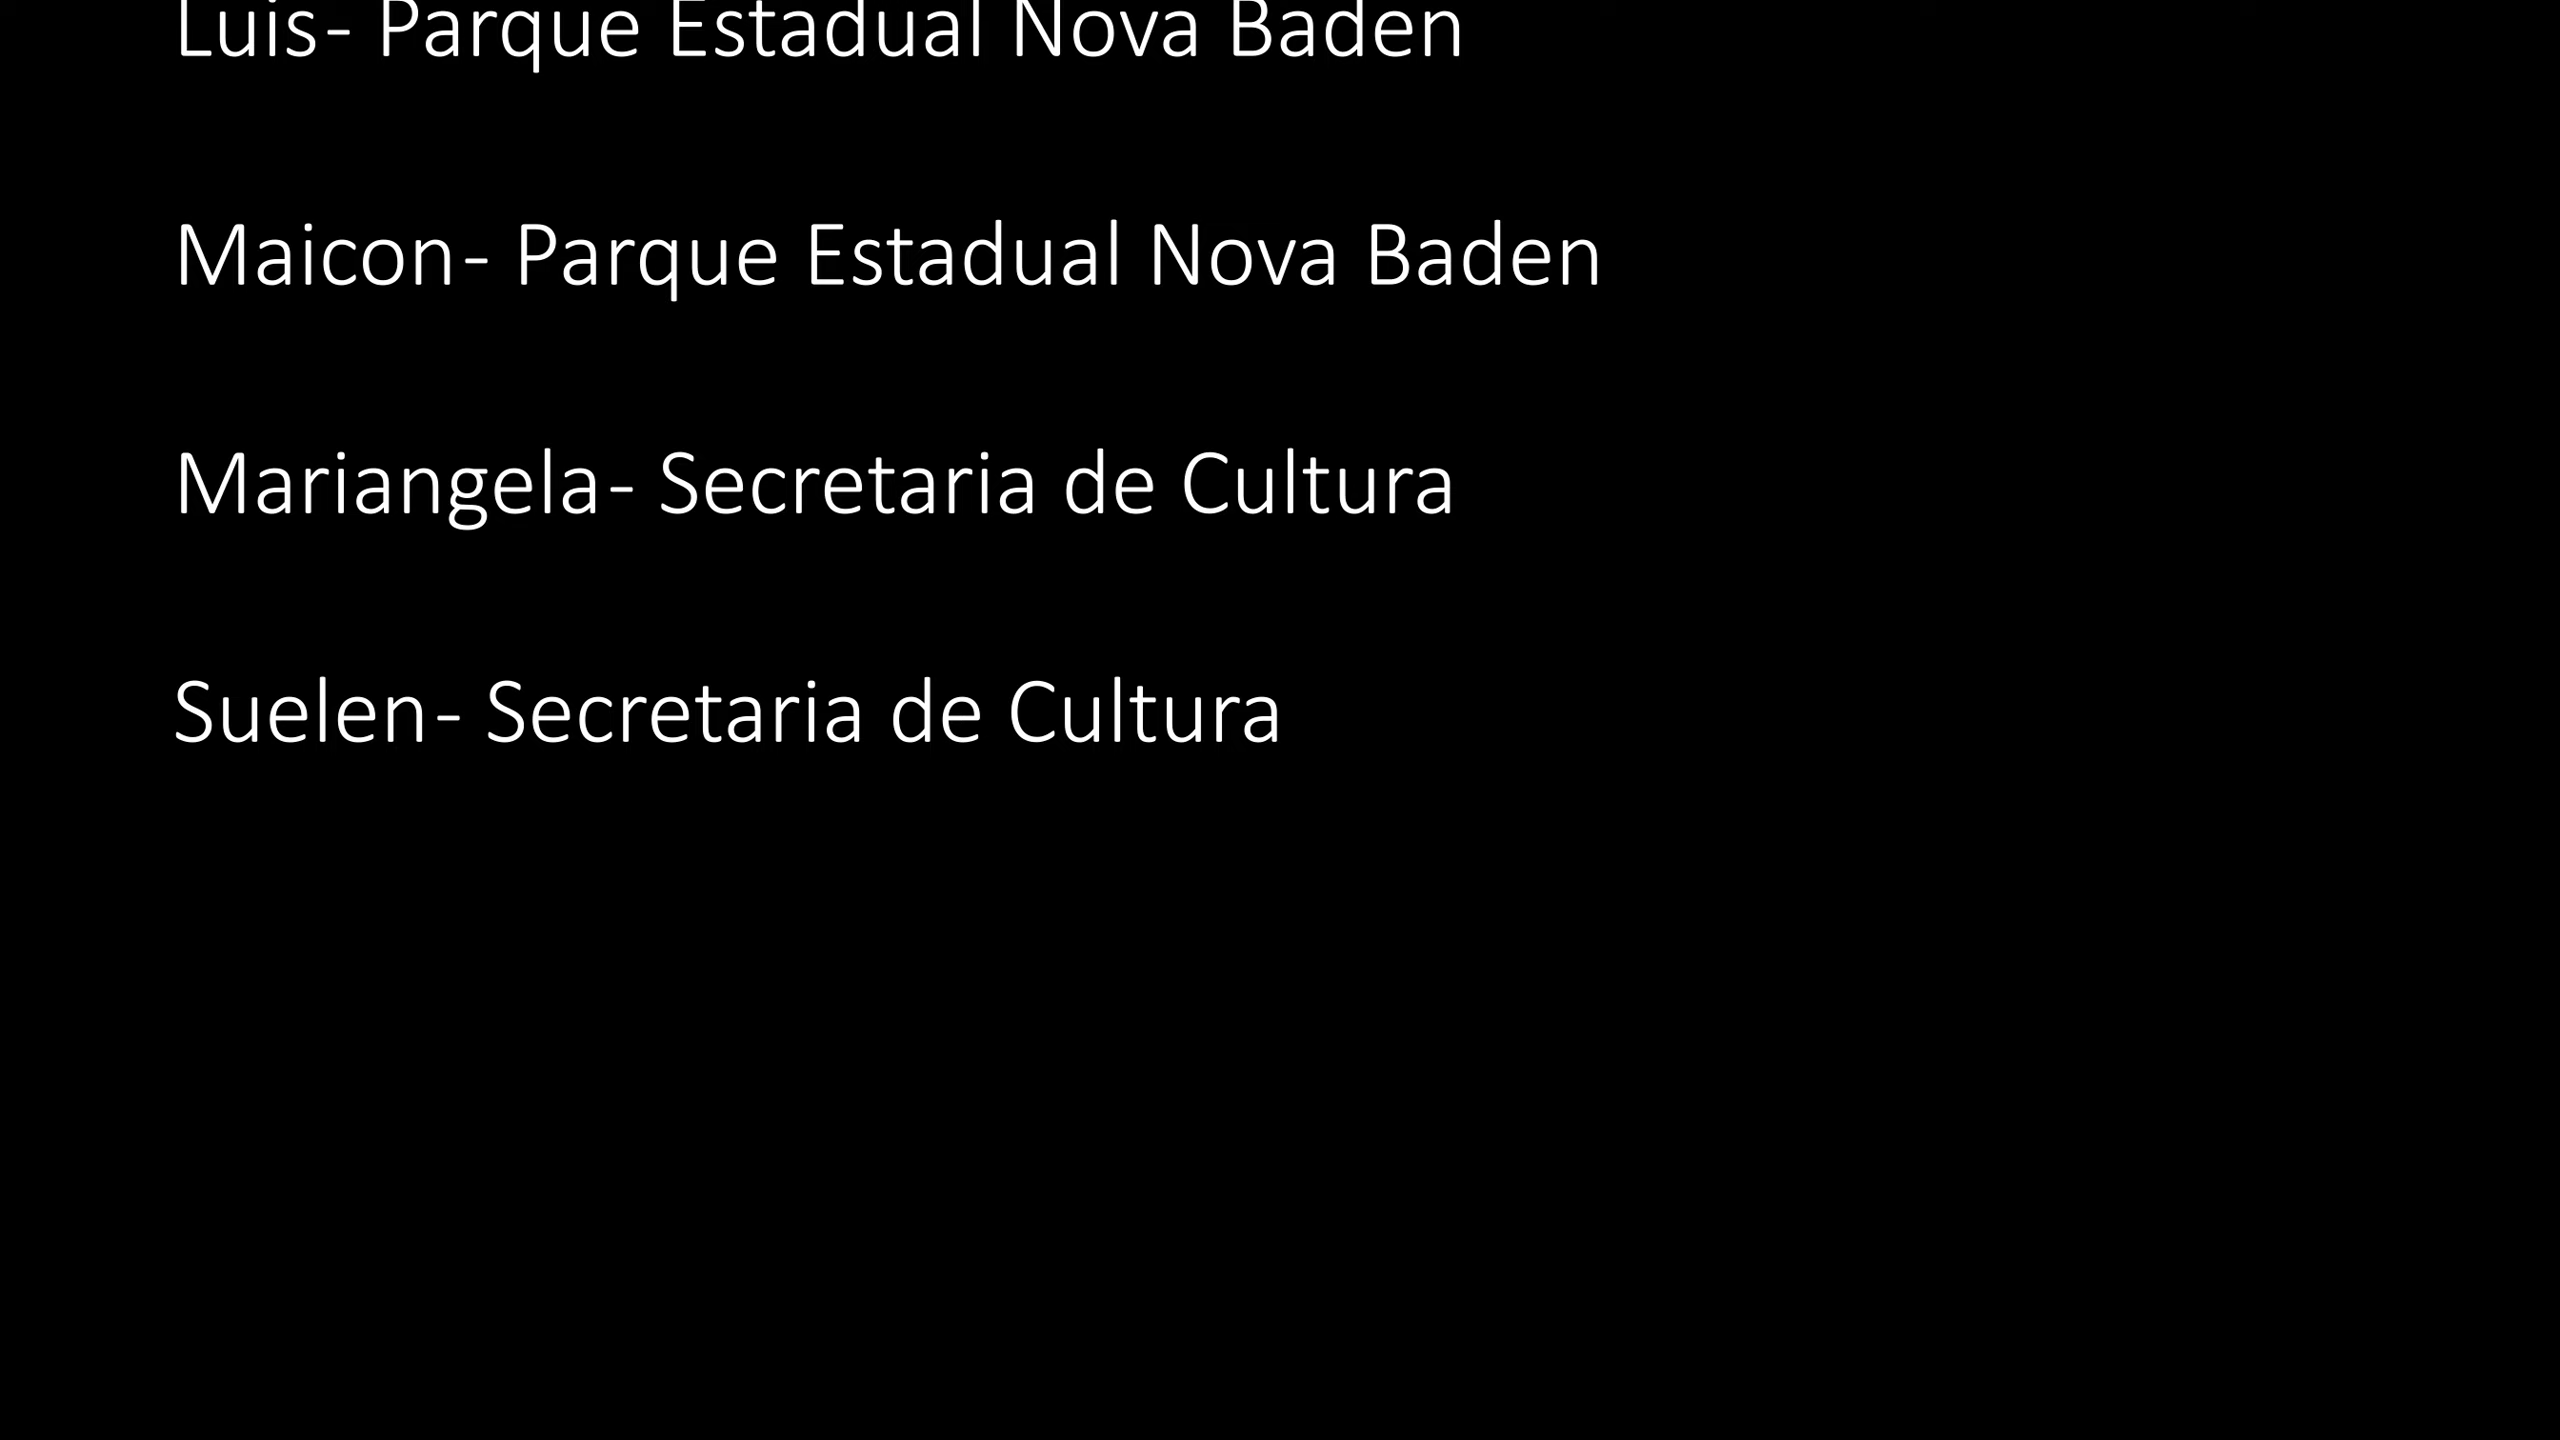 Luis- Parque Estadual Nova Baden
Maicon- Parque Estadual Nova Baden
Mariangela- Secretaria de Cultura
Suelen- Secretaria de Cultura